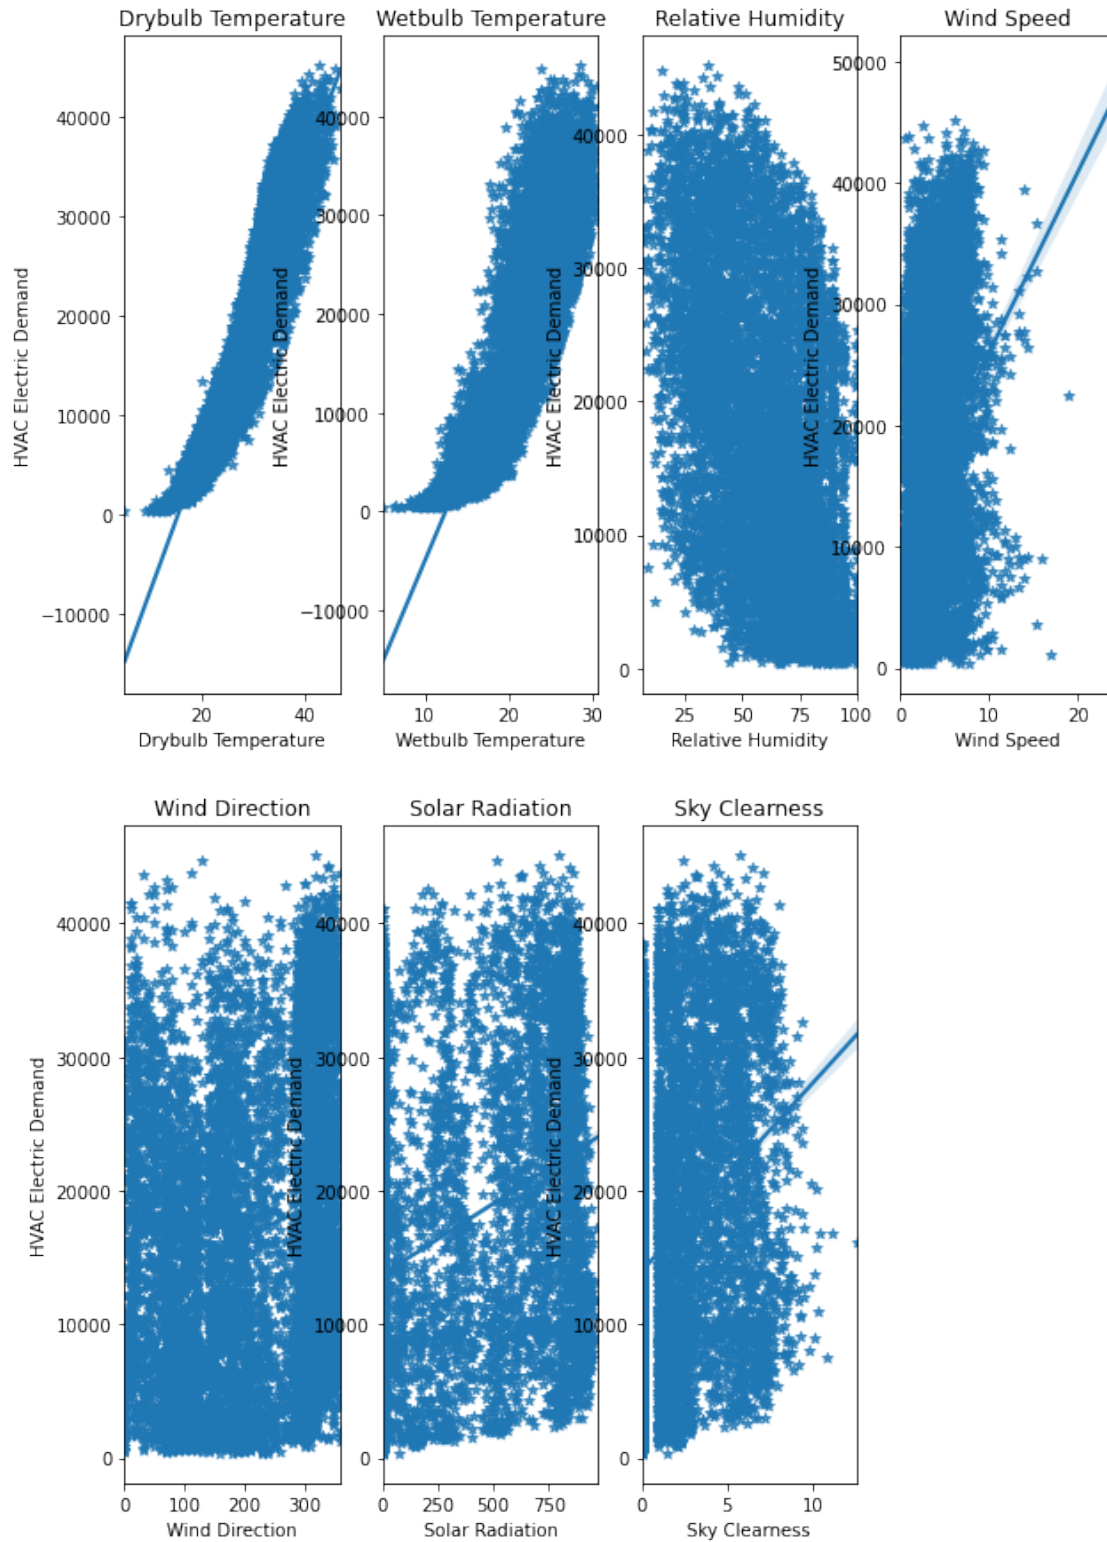 Drybulb Temperature
Wetbulb Temperature
Relative Humidity
Wind Speed
HVAC Electric Demand
40000
30000
20000
10000
0
−10000
20
40
Drybulb Temperature
HVAC Electric Demand
40000
30000
20000
10000
0
−10000
10
20
30
Wetbulb Temperature
HVAC Electric Demand
40000
30000
20000
10000
0
25
50
75
100
Relative Humidity
HVAC Electric Demand
50000
40000
30000
20000
10000
0
0
10
20
Wind Speed
Wind Direction
Solar Radiation
Sky Clearness
HVAC Electric Demand
40000
30000
20000
10000
0
0
100
200
300
Wind Direction
HVAC Electric Demand
40000
30000
20000
10000
0
0
250
500
750
Solar Radiation
HVAC Electric Demand
40000
30000
20000
10000
0
0
5
10
Sky Clearness